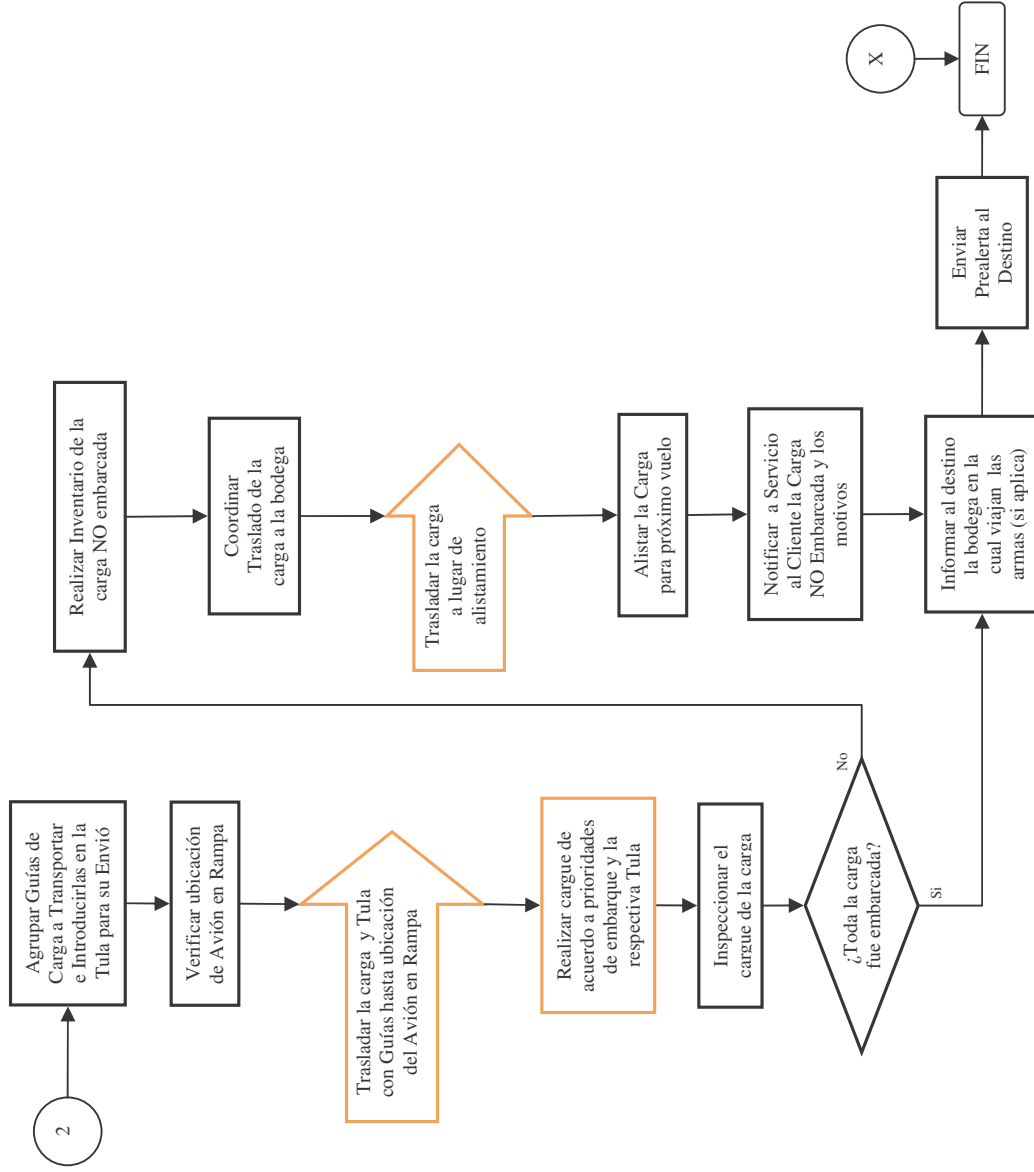 2
Agrupar Guías de
Carga a Transportar
e Introducirlas en la
Tula para su Envió
Verificar ubicación
de Avión en Rampa
Trasladar la carga y Tula
con Guías hasta ubicación
del Avión en Rampa
Realizar cargue de
acuerdo a prioridades
de embarque y la
respectiva Tula
Inspeccionar el
cargue de la carga
¿Toda la carga
fue embarcada?
No
Si
Realizar Inventario de la
carga NO embarcada
Coordinar
Traslado de la
carga a la bodega
Trasladar la carga
a lugar de
alistamiento
Alistar la Carga
para próximo vuelo
Notificar a Servicio
al Cliente la Carga
NO Embarcada y los
motivos
Informar al destino
la bodega en la
cual viajan las
armas (si aplica)
Enviar
Prealerta al
Destino
X
FIN